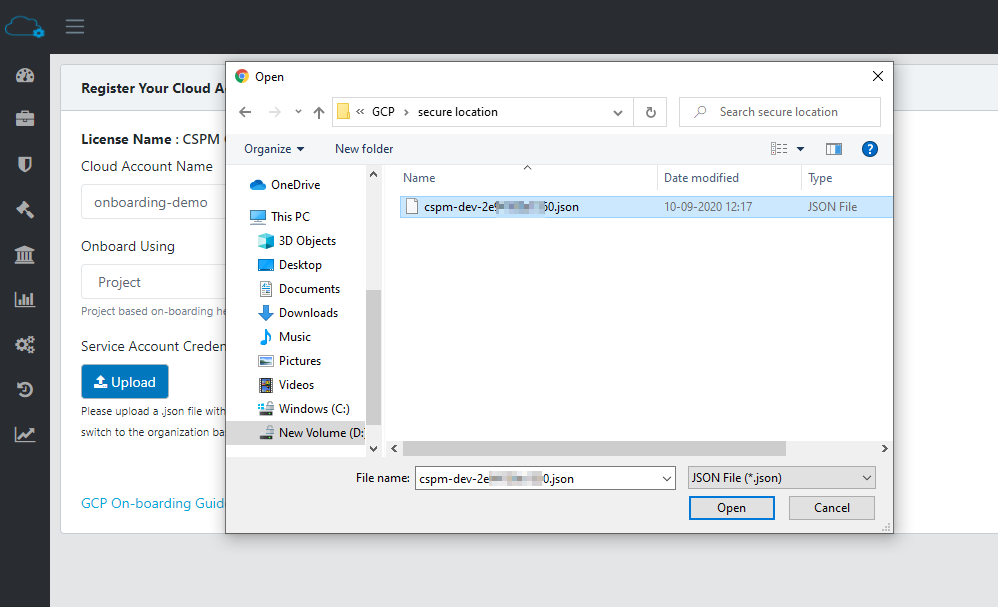 Register Your Cloud A
License Name : CSPM
Cloud Account Name
onboarding-demo
Onboard Using
Project
Project based on-boarding he
Service Account Creden
Upload
Please upload a .json file with
switch to the organization ba
GCP On-boarding Guide
Open
« GCP › secure location
Search secure location
Organize
New folder
?
OneDrive
This PC
3D Objects
Desktop
Documents
Downloads
Music
Pictures
Videos
Windows (C:)
New Volume (D:)
Name Date modified Type
cspm-dev-2e 60.json 10-09-2020 12:17 JSON File
File name: cspm-dev-2e 0.json JSON File (*.json)
Open Cancel